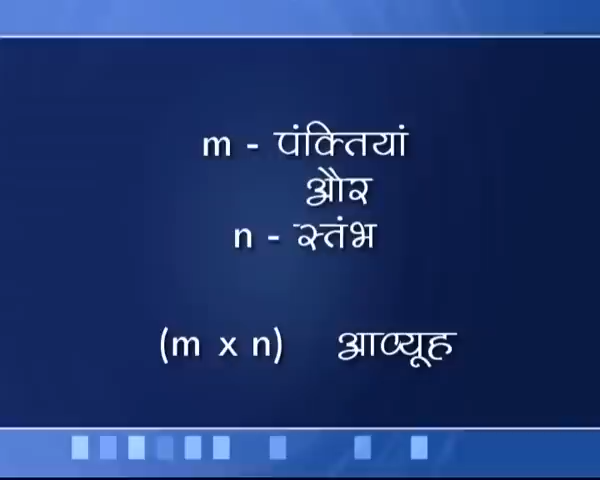 m - पंक्तियां
और
n - स्तंभ
(m x n) आव्यूह